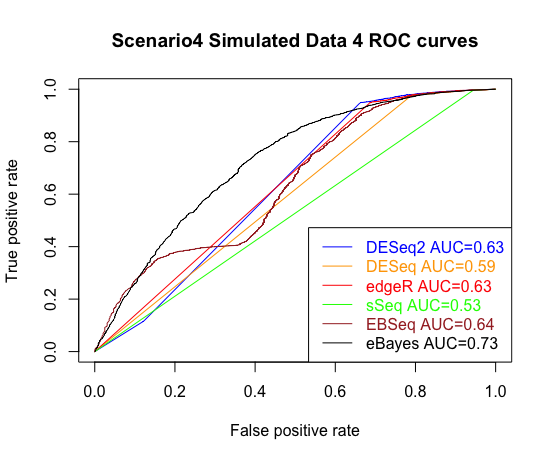 Scenario4 Simulated Data 4 ROC curves
True positive rate
1.0
0.8
0.6
0.4
0.2
0.0
DESeq2 AUC=0.63
DESeq AUC=0.59
edgeR AUC=0.63
sSeq AUC=0.53
EBSeq AUC=0.64
eBayes AUC=0.73
0.0 0.2 0.4 0.6 0.8 1.0
False positive rate